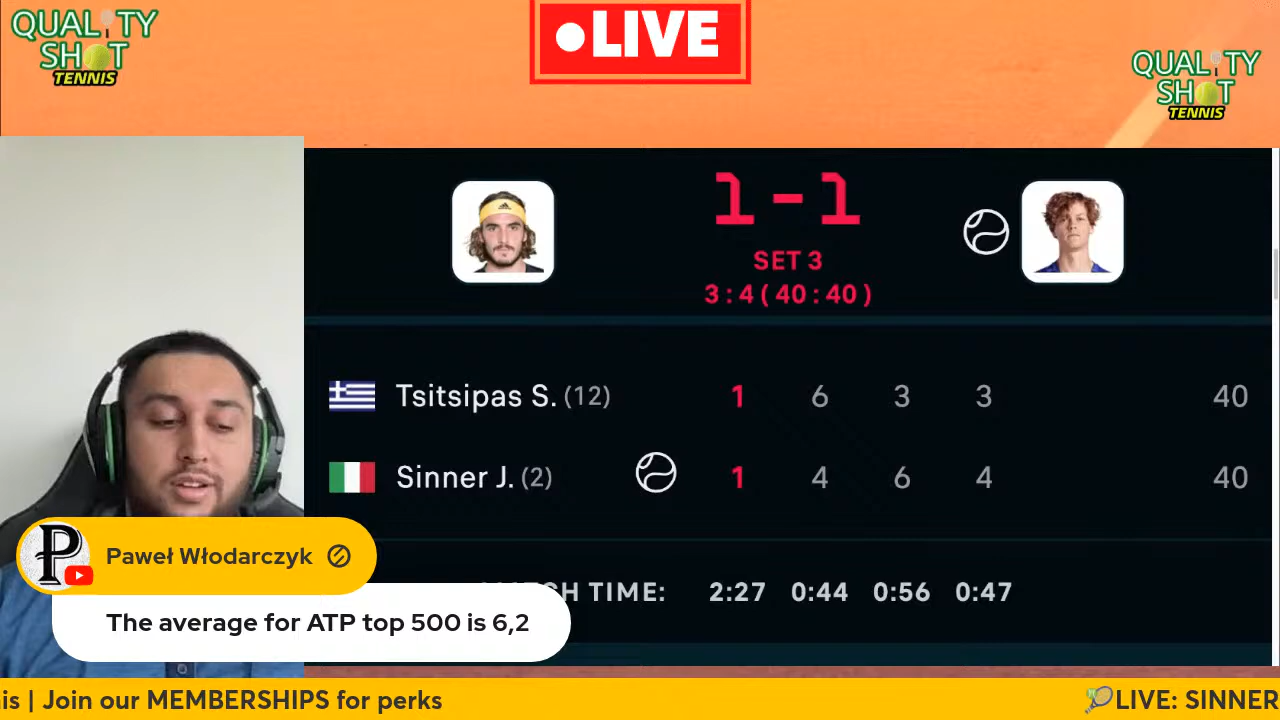 QUALITY
SHOT
TENNIS
LIVE
QUALITY
SHOT
TENNIS
1-1
SET 3
3 : 4 ( 40 : 40 )
Tsitsipas S. (12) 1 6 3 3 40
Sinner J. (2) 1 4 6 4 40
H TIME: 2:27 0:44 0:56 0:47
P Paweł Włodarczyk
The average for ATP top 500 is 6,2
is | Join our MEMBERSHIPS for perks
LIVE: SINNER